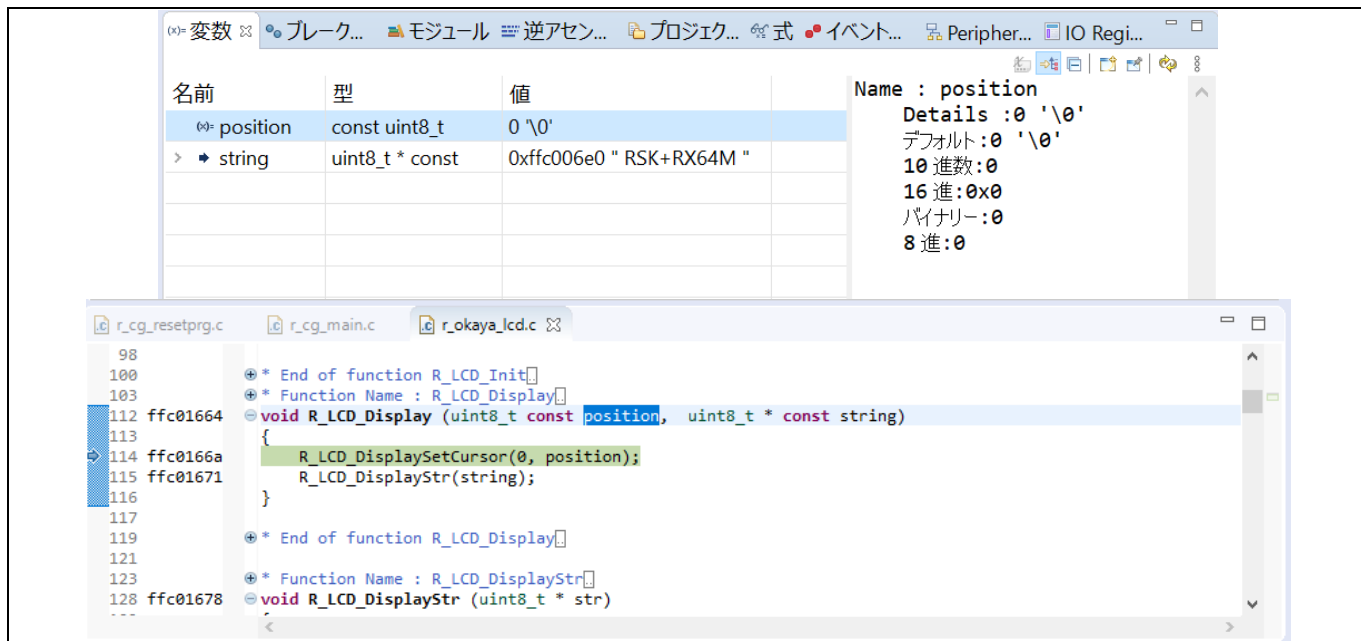 (x)= 変数 ブレーク... モジュール 逆アセン... プロジェク... 式 イベント... Peripher... IO Regi...
名前 型 値
(x)= position const uint8_t 0 '\0'
string uint8_t * const 0xffc006e0 " RSK+RX64M "
Name : position
Details :0 '\0'
デフォルト:0 '\0'
10 進数:0
16 進:0x0
バイナリー:0
8 進:0
r_cg_resetprg.c r_cg_main.c r_okaya_lcd.c
98
100 * End of function R_LCD_Init..
103 * Function Name : R_LCD_Display..
112 ffc01664 void R_LCD_Display (uint8_t const position, uint8_t * const string)
113 {
114 ffc0166a R_LCD_DisplaySetCursor(0, position);
115 ffc01671 R_LCD_DisplayStr(string);
116 }
117
119 * End of function R_LCD_Display..
121
123 * Function Name : R_LCD_DisplayStr..
128 ffc01678 void R_LCD_DisplayStr (uint8_t * str)